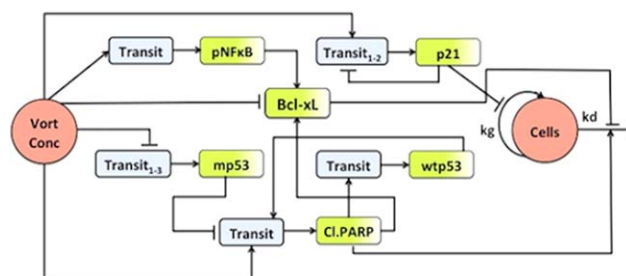 Transit
pNFκB
Transit1-2
p21
Bcl-xL
Vort
Conc
kg
Cells
kd
Transit1-3
mp53
Transit
wtp53
Transit
Cl.PARP